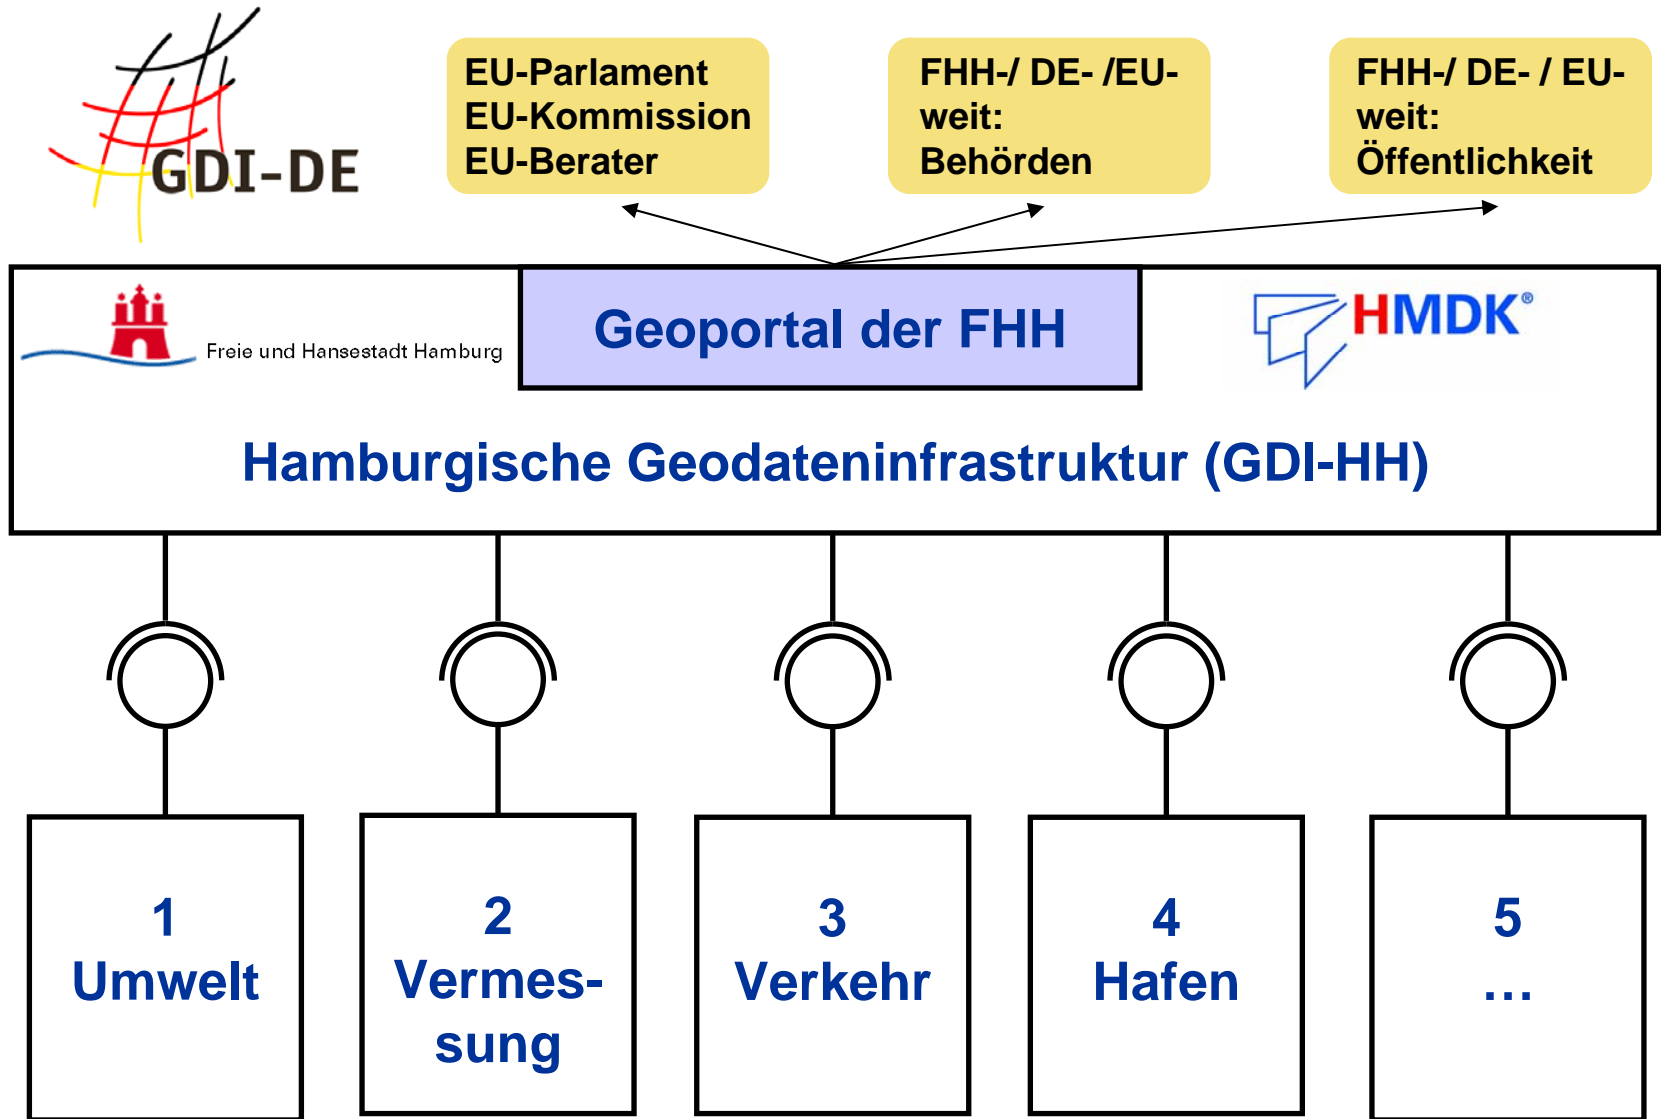 GDI-DE
EU-Parlament
EU-Kommission
EU-Berater
FHH-/ DE- /EU-
weit:
Behörden
FHH-/ DE- / EU-
weit:
Öffentlichkeit
Freie und Hansestadt Hamburg
Geoportal der FHH
HMDK®
Hamburgische Geodateninfrastruktur (GDI-HH)
1
Umwelt
2
Vermes-
sung
3
Verkehr
4
Hafen
5
…